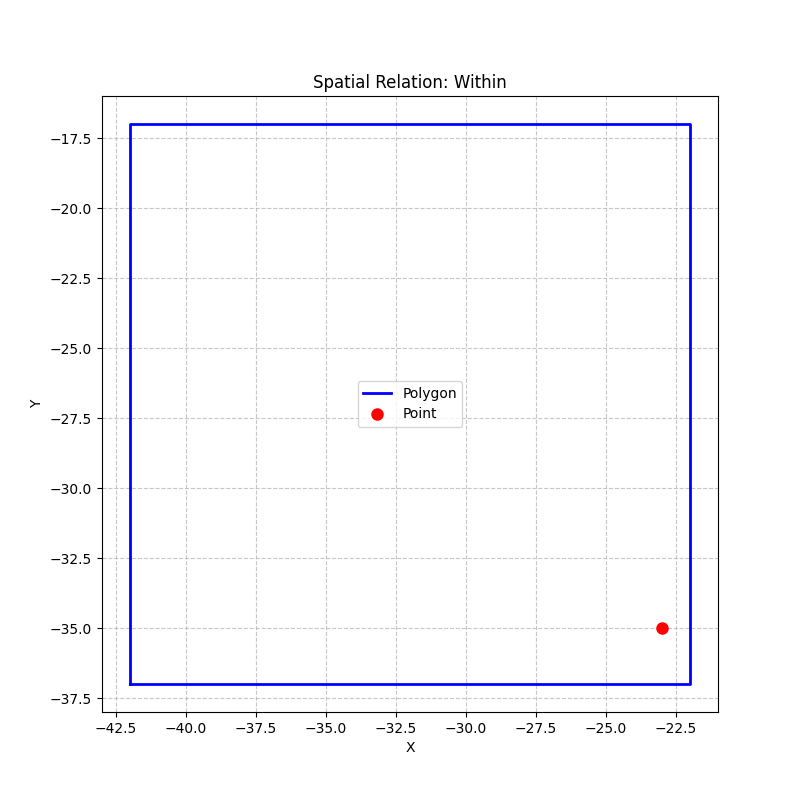 Spatial Relation: Within
−17.5
−20.0
−22.5
−25.0
−27.5
−30.0
−32.5
−35.0
−37.5
Y
Polygon
Point
−42.5 −40.0 −37.5 −35.0 −32.5 −30.0 −27.5 −25.0 −22.5
X